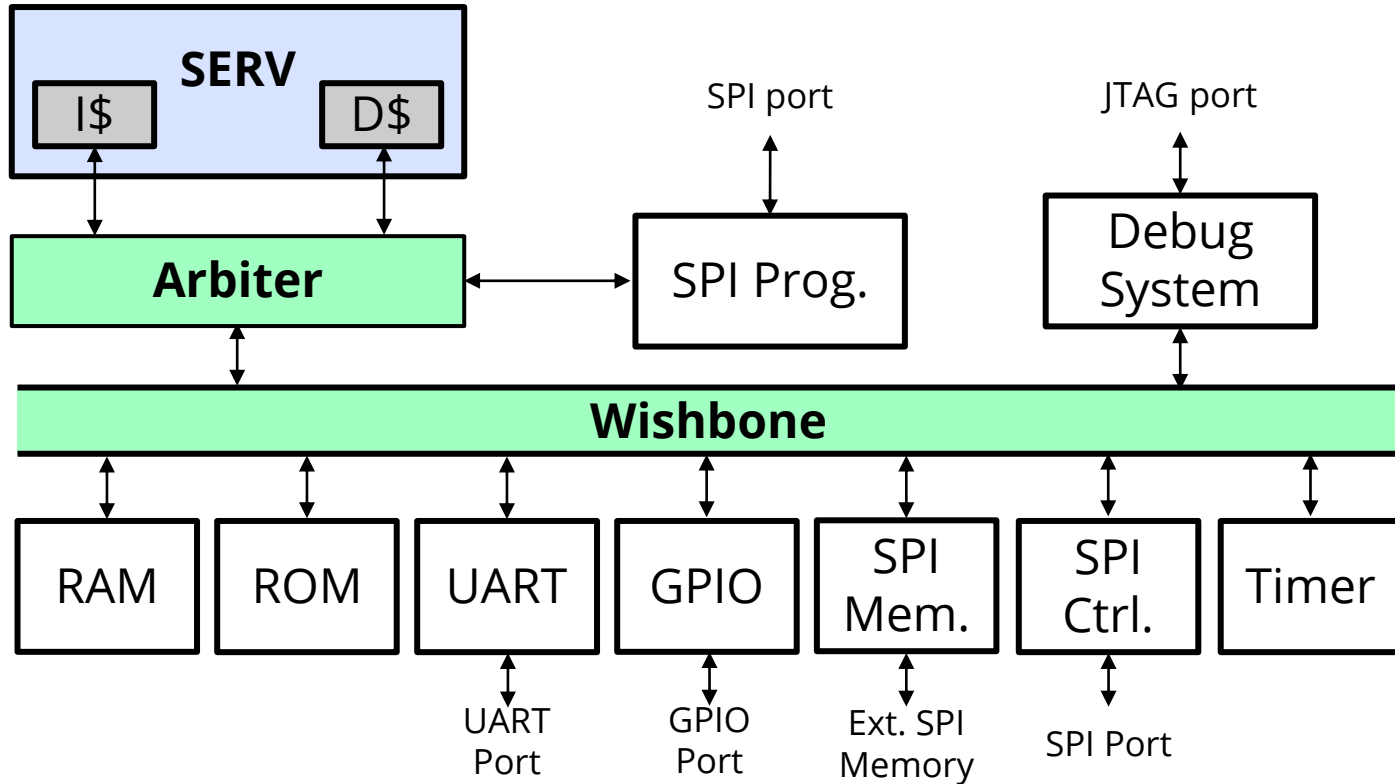 SERV
I$
D$
SPI port
JTAG port
Arbiter
SPI Prog.
Debug
System
Wishbone
RAM
ROM
UART
GPIO
SPI
Mem.
SPI
Ctrl.
Timer
UART
Port
GPIO
Port
Ext. SPI
Memory
SPI Port